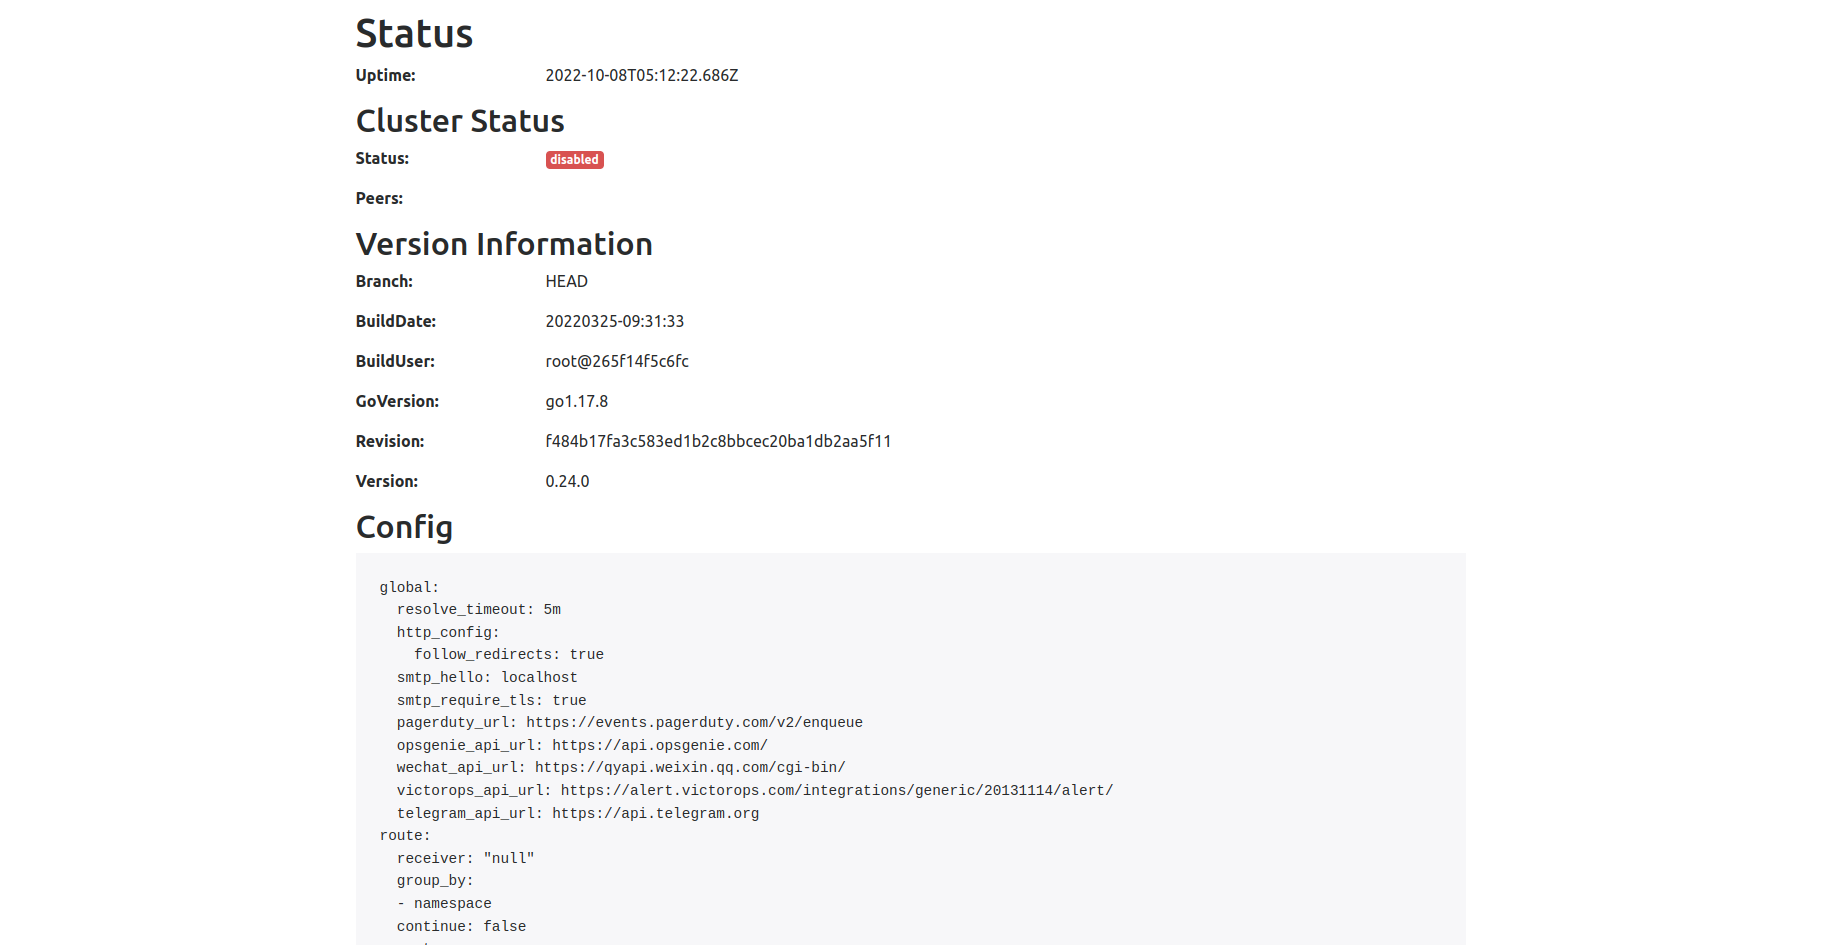 Status
Uptime: 2022-10-08T05:12:22.686Z
Cluster Status
Status: disabled
Peers:
Version Information
Branch: HEAD
BuildDate: 20220325-09:31:33
BuildUser: root@265f14f5c6fc
GoVersion: go1.17.8
Revision: f484b17fa3c583ed1b2c8bbcec20ba1db2aa5f11
Version: 0.24.0
Config
global:
  resolve_timeout: 5m
  http_config:
    follow_redirects: true
  smtp_hello: localhost
  smtp_require_tls: true
  pagerduty_url: https://events.pagerduty.com/v2/enqueue
  opsgenie_api_url: https://api.opsgenie.com/
  wechat_api_url: https://qyapi.weixin.qq.com/cgi-bin/
  victorops_api_url: https://alert.victorops.com/integrations/generic/20131114/alert/
  telegram_api_url: https://api.telegram.org
route:
  receiver: "null"
  group_by:
  - namespace
  continue: false